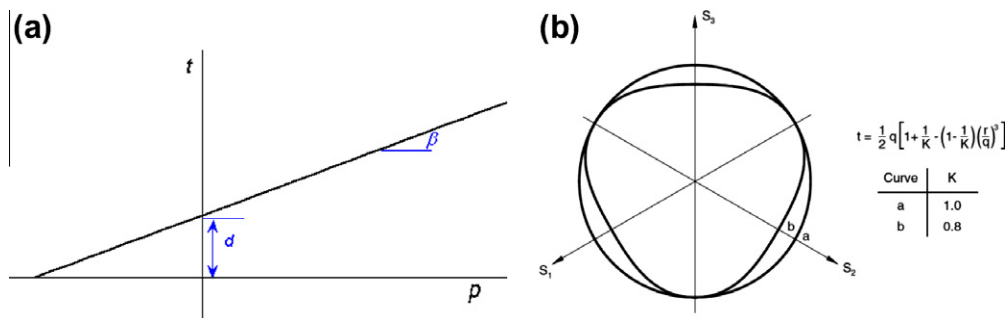 (a)
t
β
d
p
(b)
S₃
S₁
S₂
b
a
t = 1/2 q[1+ 1/K -(1- 1/K)(r/q)³]
Curve K
a 1.0
b 0.8